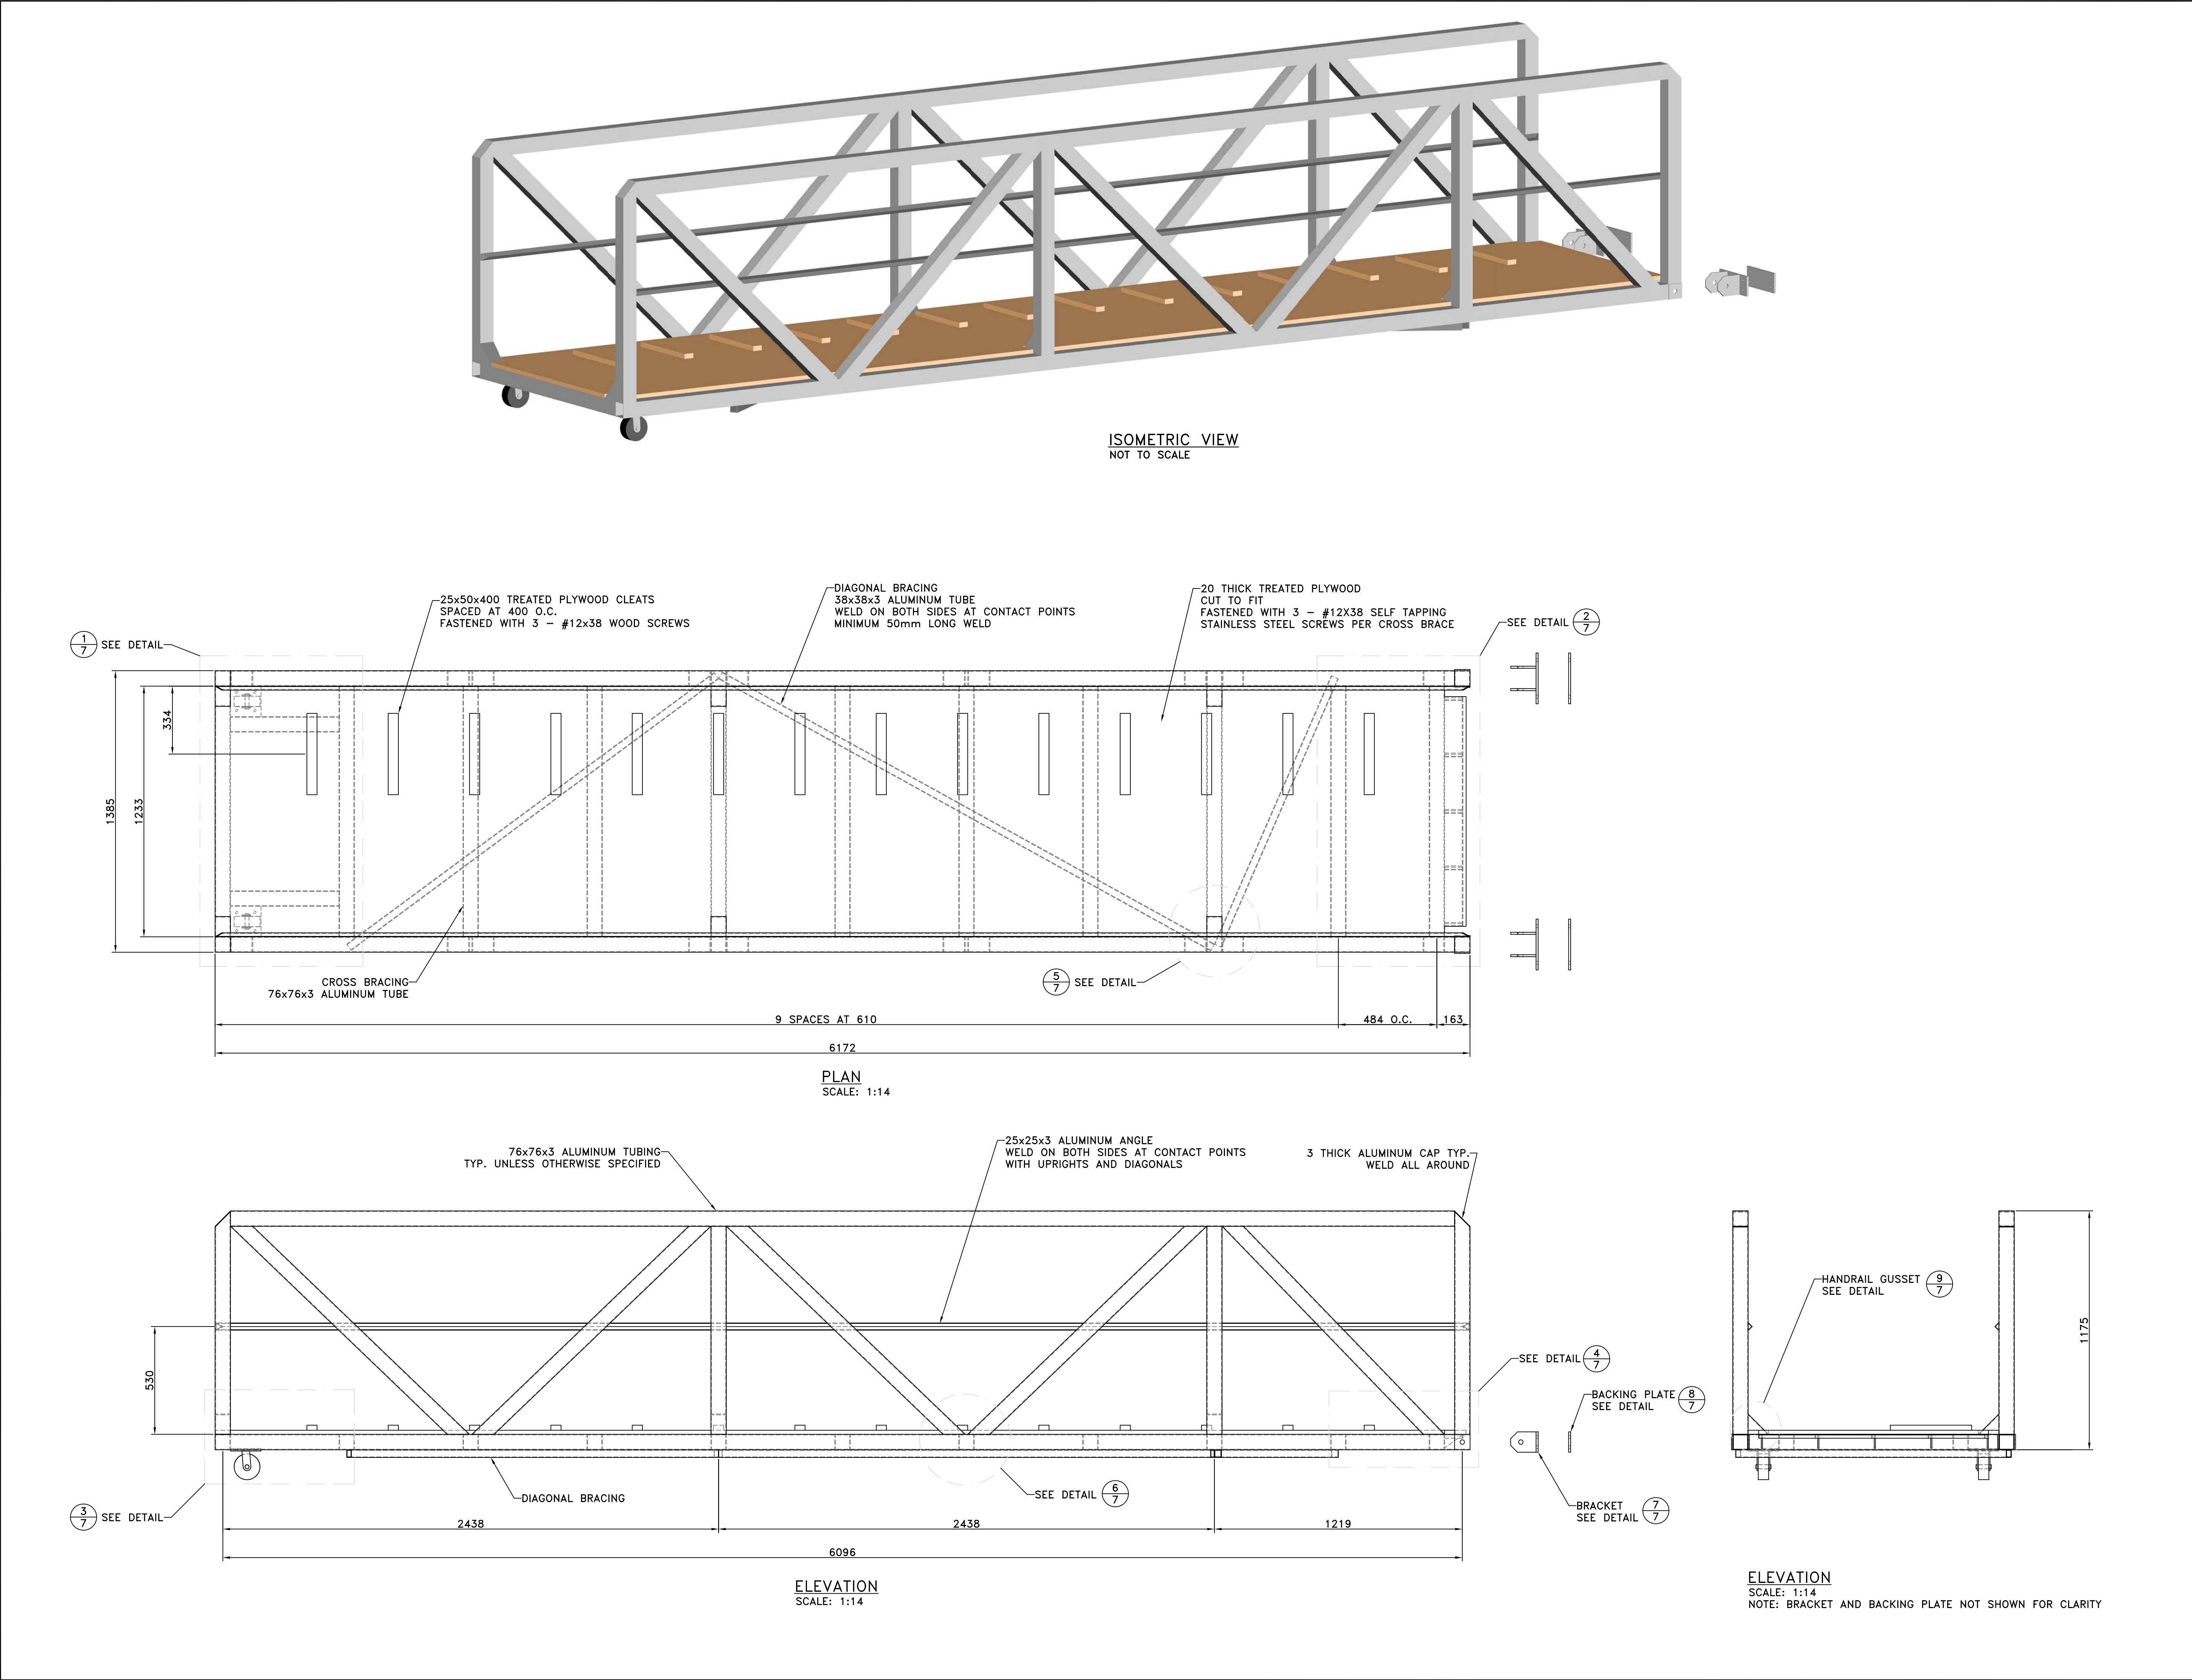 ISOMETRIC VIEW
NOT TO SCALE
25x50x400 TREATED PLYWOOD CLEATS
SPACED AT 400 O.C.
FASTENED WITH 3 - #12x38 WOOD SCREWS
DIAGONAL BRACING
38x38x3 ALUMINUM TUBE
WELD ON BOTH SIDES AT CONTACT POINTS
MINIMUM 50mm LONG WELD
20 THICK TREATED PLYWOOD
CUT TO FIT
FASTENED WITH 3 - #12X38 SELF TAPPING
STAINLESS STEEL SCREWS PER CROSS BRACE
1
7
SEE DETAIL
SEE DETAIL
2
7
334
1385
1233
CROSS BRACING
76x76x3 ALUMINUM TUBE
5
7
SEE DETAIL
9 SPACES AT 610
484 O.C.
163
6172
PLAN
SCALE: 1:14
76x76x3 ALUMINUM TUBING
TYP. UNLESS OTHERWISE SPECIFIED
25x25x3 ALUMINUM ANGLE
WELD ON BOTH SIDES AT CONTACT POINTS
WITH UPRIGHTS AND DIAGONALS
3 THICK ALUMINUM CAP TYP.
WELD ALL AROUND
530
SEE DETAIL
4
7
BACKING PLATE
SEE DETAIL
8
7
BRACKET
SEE DETAIL
7
7
3
7
SEE DETAIL
DIAGONAL BRACING
SEE DETAIL
6
7
2438
2438
1219
6096
ELEVATION
SCALE: 1:14
HANDRAIL GUSSET
SEE DETAIL
9
7
1175
ELEVATION
SCALE: 1:14
NOTE: BRACKET AND BACKING PLATE NOT SHOWN FOR CLARITY